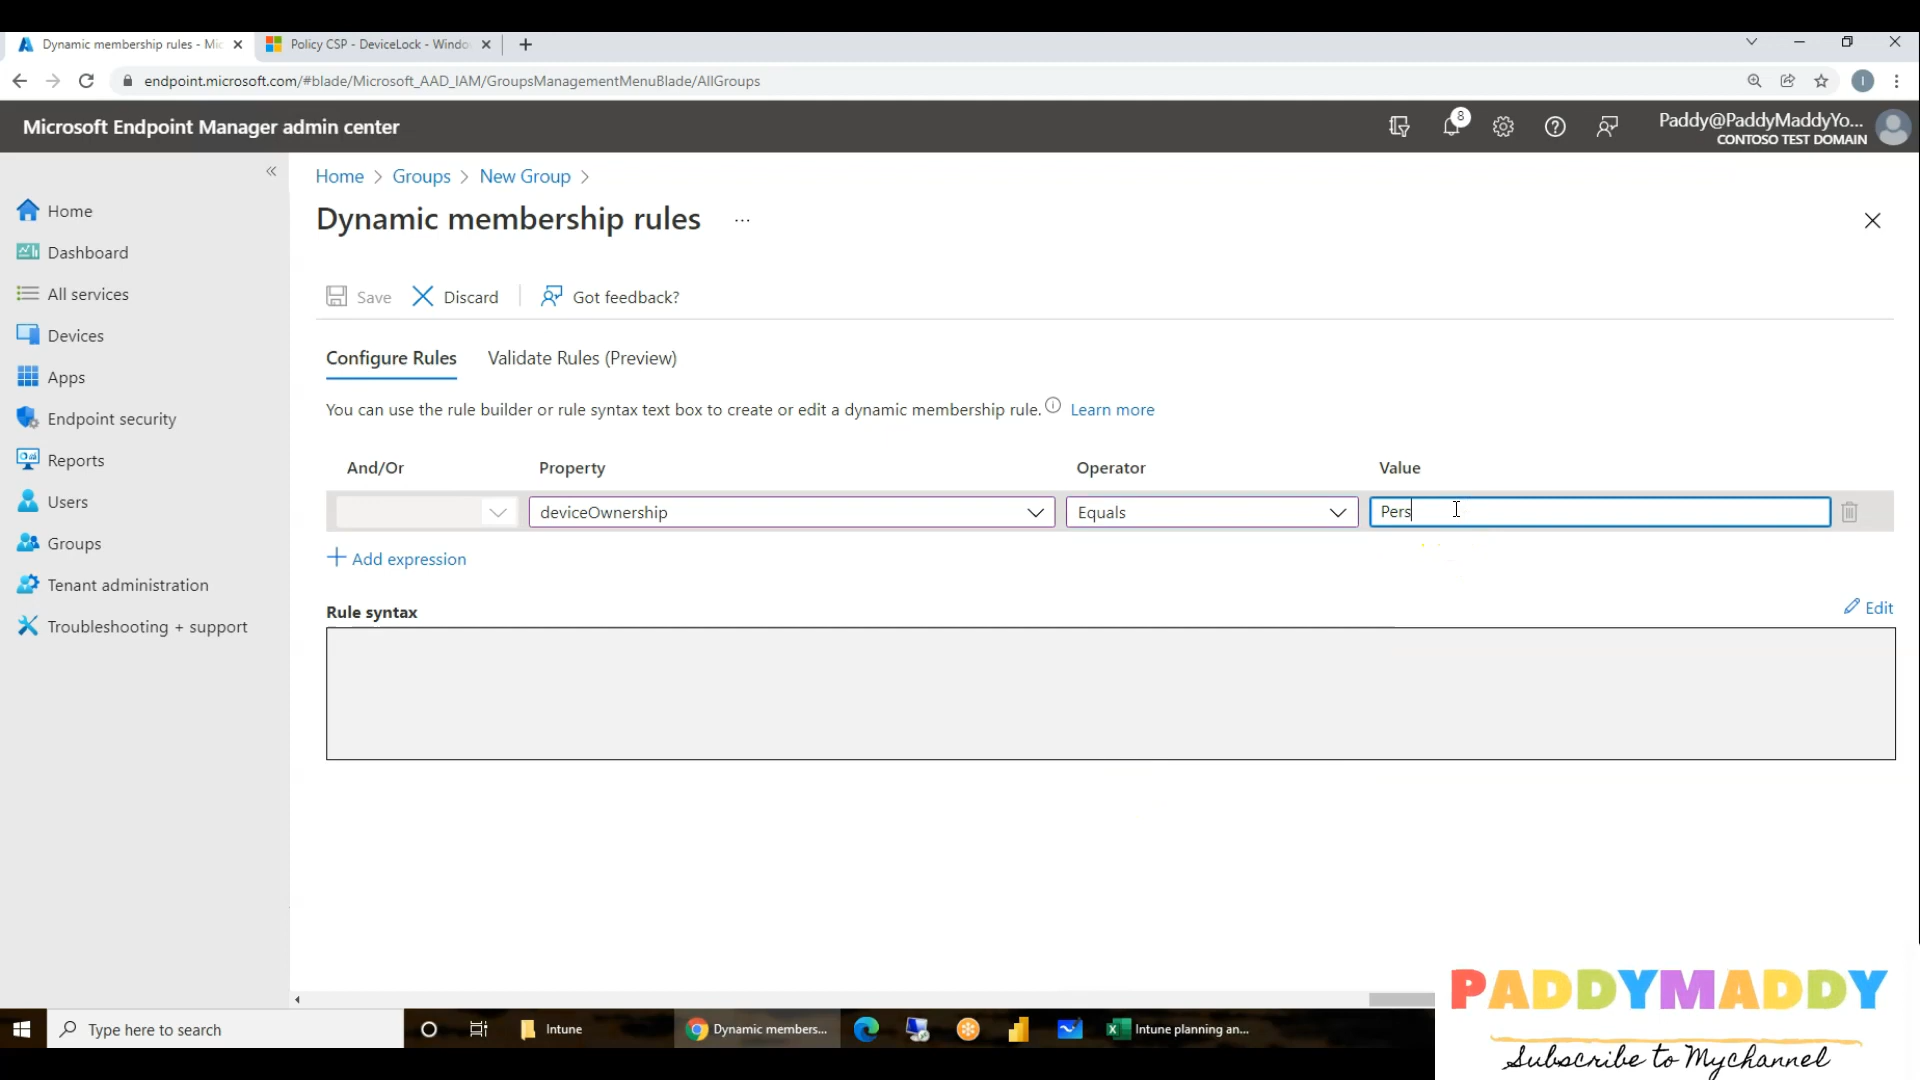 Dynamic membership rules - Mic
Policy CSP - DeviceLock - Windo
endpoint.microsoft.com/#blade/Microsoft_AAD_IAM/GroupsManagementMenuBlade/AllGroups
I
Microsoft Endpoint Manager admin center
8
Paddy@PaddyMaddyYo...
CONTOSO TEST DOMAIN
Home > Groups > New Group >
Dynamic membership rules ...
Home
Dashboard
All services
Devices
Apps
Endpoint security
Reports
Users
Groups
Tenant administration
Troubleshooting + support
Save
Discard
Got feedback?
Configure Rules
Validate Rules (Preview)
You can use the rule builder or rule syntax text box to create or edit a dynamic membership rule. Learn more
And/Or Property Operator Value
deviceOwnership Equals Pers
+ Add expression
Rule syntax
Edit
Type here to search
Intune
Dynamic members...
Intune planning an...
PADDYMADDY
Subscribe to Mychannel